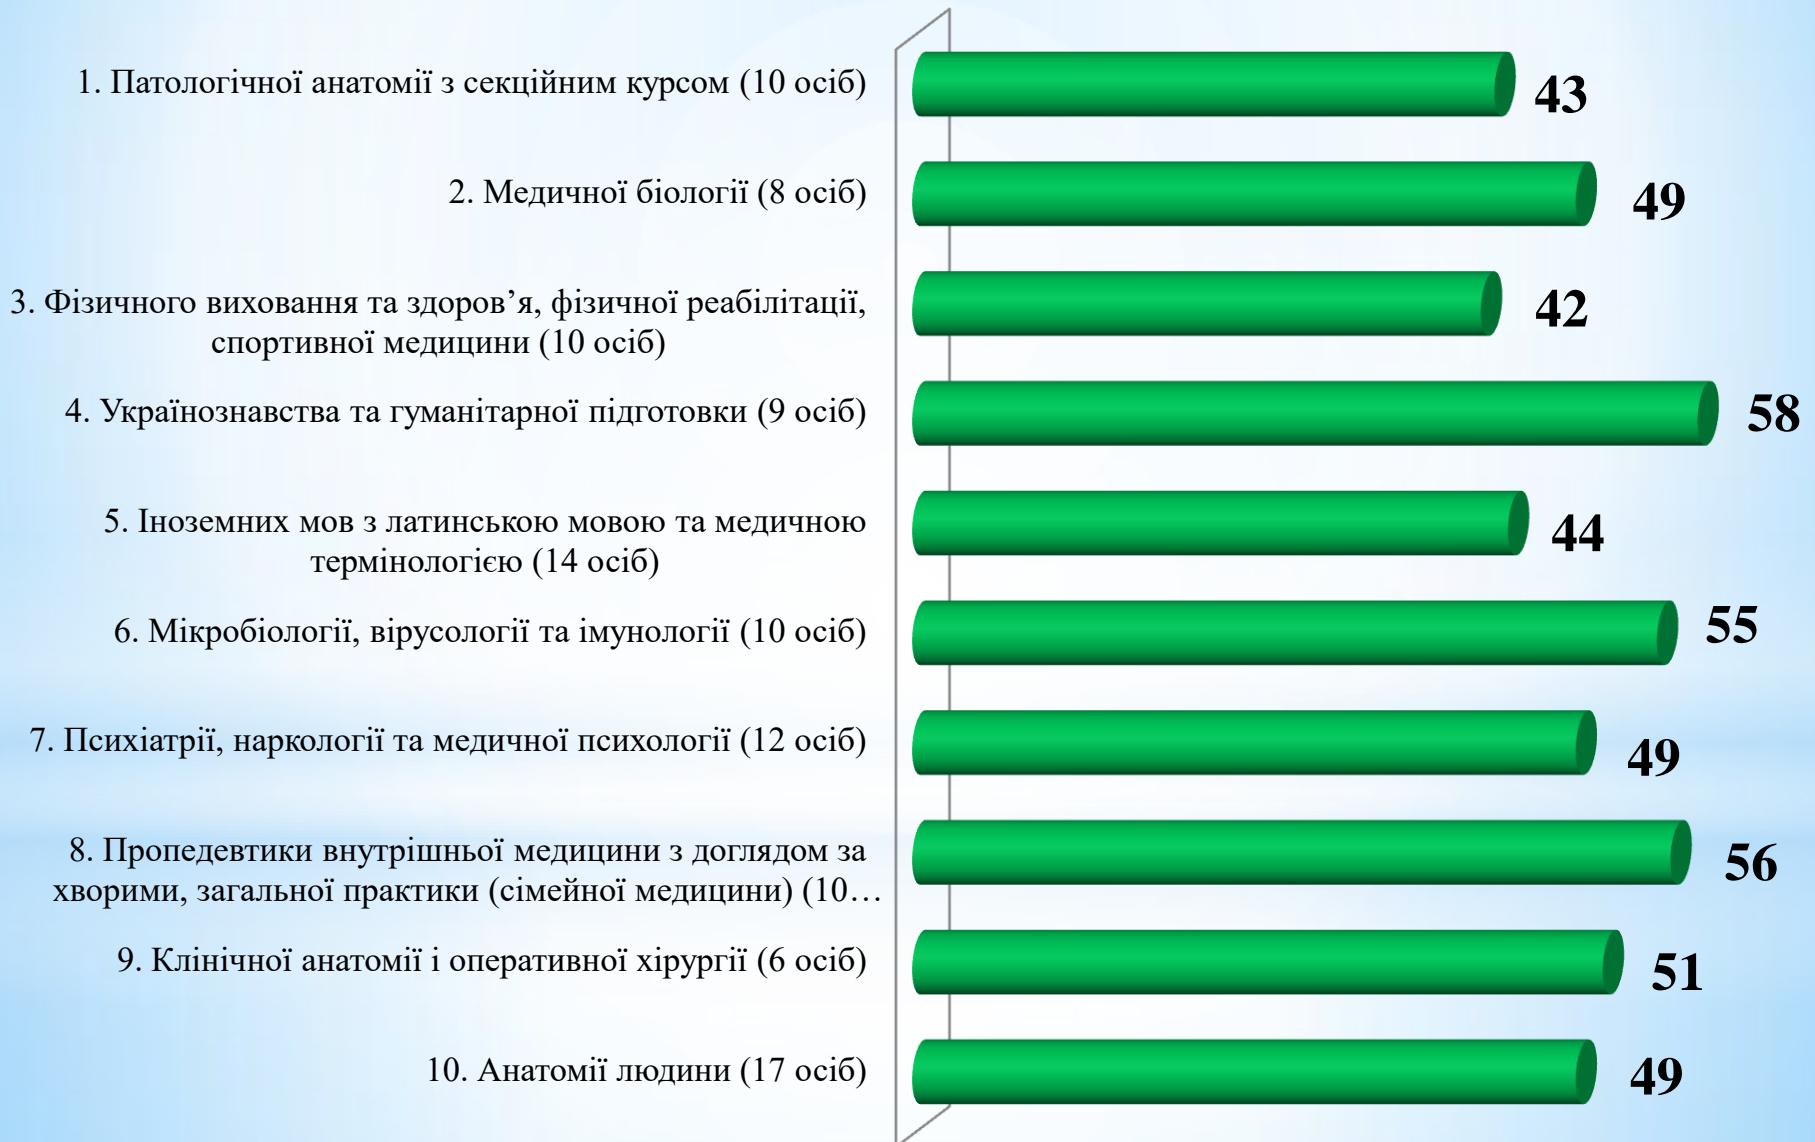 1. Патологічної анатомії з секційним курсом (10 осіб)
43
2. Медичної біології (8 осіб)
49
3. Фізичного виховання та здоров’я, фізичної реабілітації,
спортивної медицини (10 осіб)
42
4. Українознавства та гуманітарної підготовки (9 осіб)
58
5. Іноземних мов з латинською мовою та медичною
термінологією (14 осіб)
44
6. Мікробіології, вірусології та імунології (10 осіб)
55
7. Психіатрії, наркології та медичної психології (12 осіб)
49
8. Пропедевтики внутрішньої медицини з доглядом за
хворими, загальної практики (сімейної медицини) (10…
56
9. Клінічної анатомії і оперативної хірургії (6 осіб)
51
10. Анатомії людини (17 осіб)
49